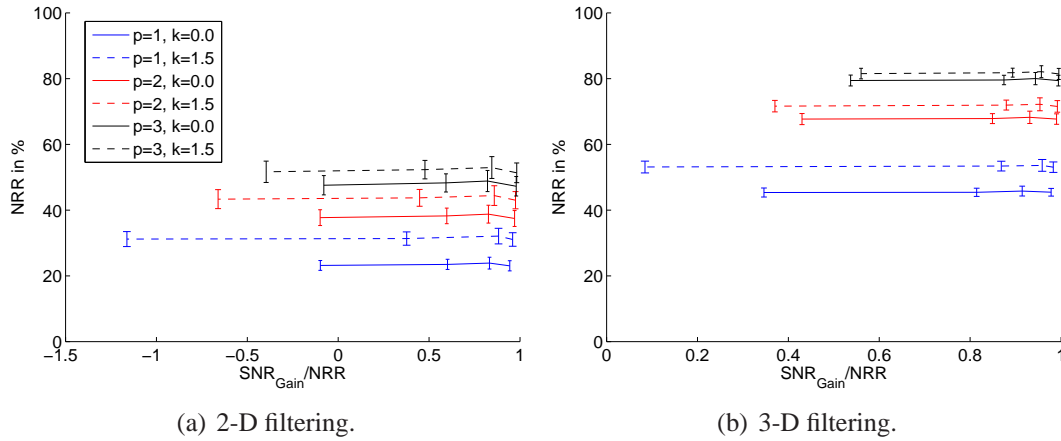 100
80
60
40
20
0
NRR in %
p=1, k=0.0
p=1, k=1.5
p=2, k=0.0
p=2, k=1.5
p=3, k=0.0
p=3, k=1.5
−1.5 −1 −0.5 0 0.5 1
SNR_Gain/NRR
(a) 2-D filtering.
100
80
60
40
20
0
NRR in %
0 0.2 0.4 0.6 0.8 1
SNR_Gain/NRR
(b) 3-D filtering.